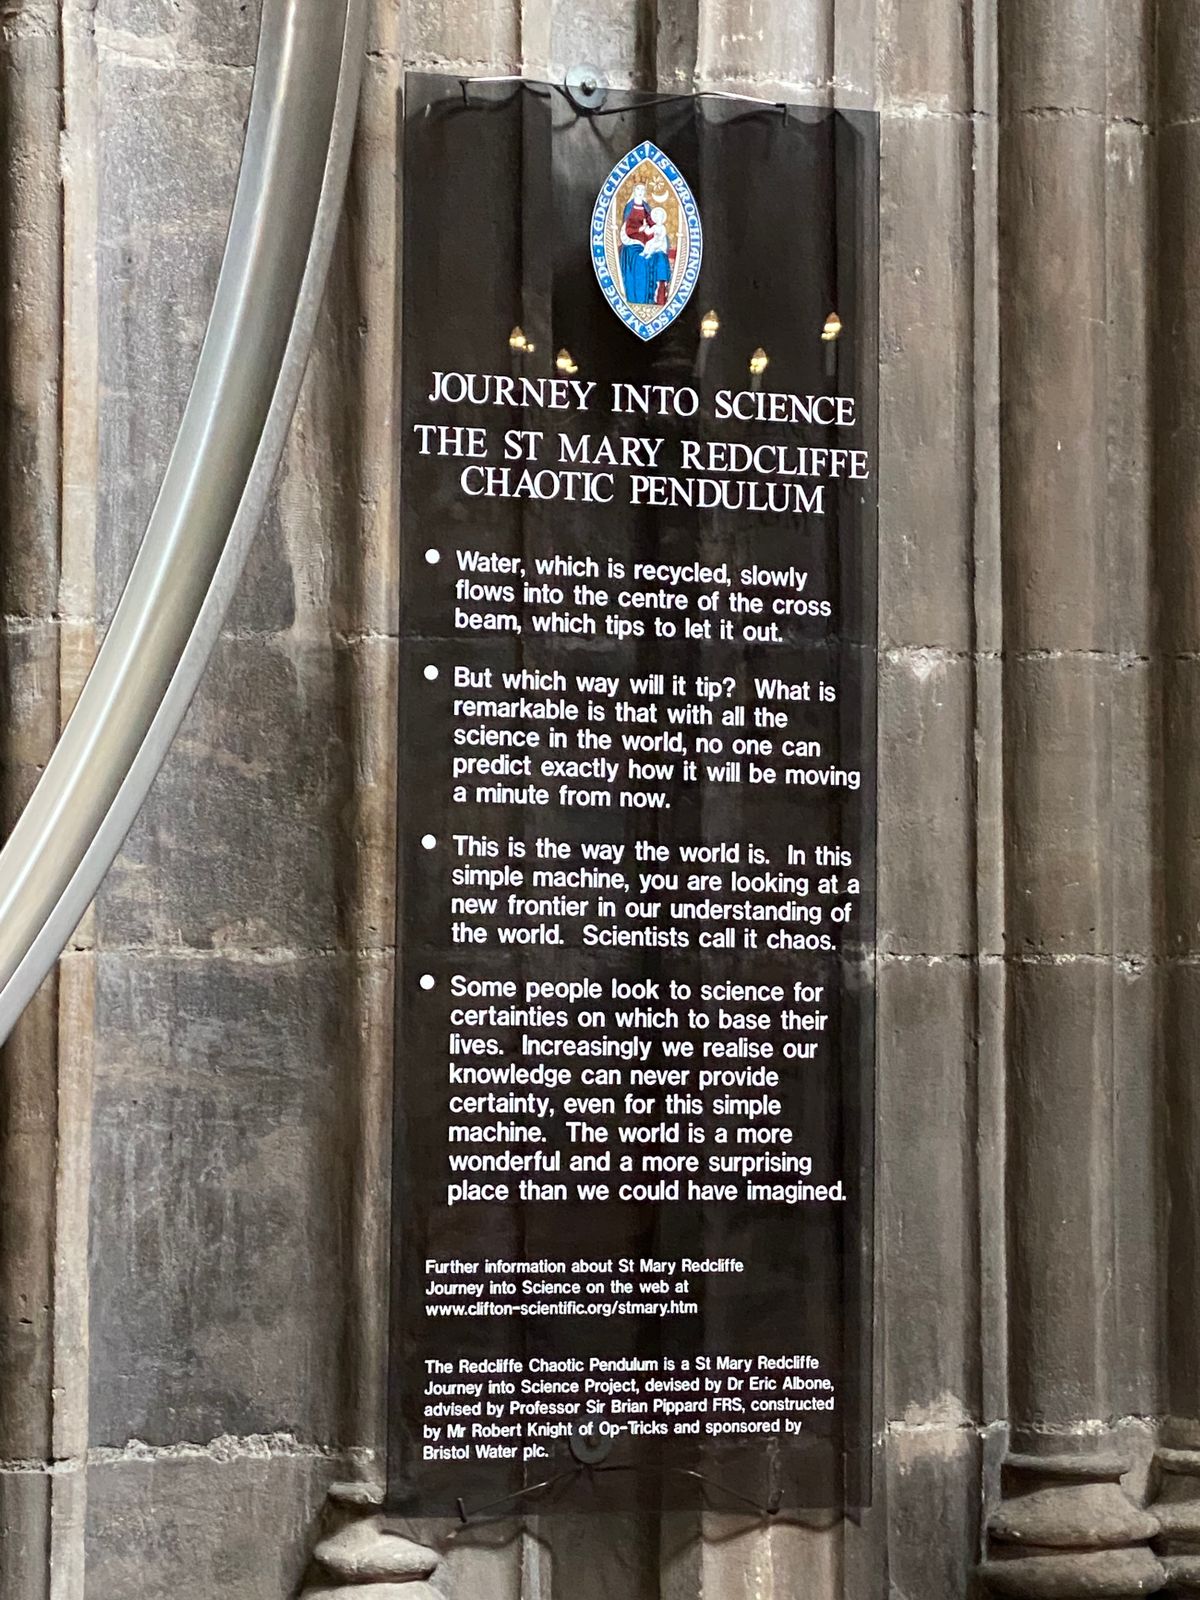 SIG · PAROCHIANORVM · SCE · MARIE · DE · REDECLIV
JOURNEY INTO SCIENCE
THE ST MARY REDCLIFFE
CHAOTIC PENDULUM
• Water, which is recycled, slowly
flows into the centre of the cross
beam, which tips to let it out.
• But which way will it tip? What is
remarkable is that with all the
science in the world, no one can
predict exactly how it will be moving
a minute from now.
• This is the way the world is. In this
simple machine, you are looking at a
new frontier in our understanding of
the world. Scientists call it chaos.
• Some people look to science for
certainties on which to base their
lives. Increasingly we realise our
knowledge can never provide
certainty, even for this simple
machine. The world is a more
wonderful and a more surprising
place than we could have imagined.
Further information about St Mary Redcliffe
Journey into Science on the web at
www.clifton-scientific.org/stmary.htm
The Redcliffe Chaotic Pendulum is a St Mary Redcliffe
Journey into Science Project, devised by Dr Eric Albone,
advised by Professor Sir Brian Pippard FRS, constructed
by Mr Robert Knight of Op-Tricks and sponsored by
Bristol Water plc.